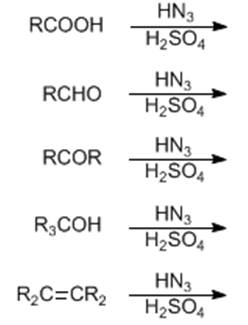 RCOOH HN₃ H₂SO₄
RCHO HN₃ H₂SO₄
RCOR HN₃ H₂SO₄
R₃COH HN₃ H₂SO₄
R₂C=CR₂ HN₃ H₂SO₄